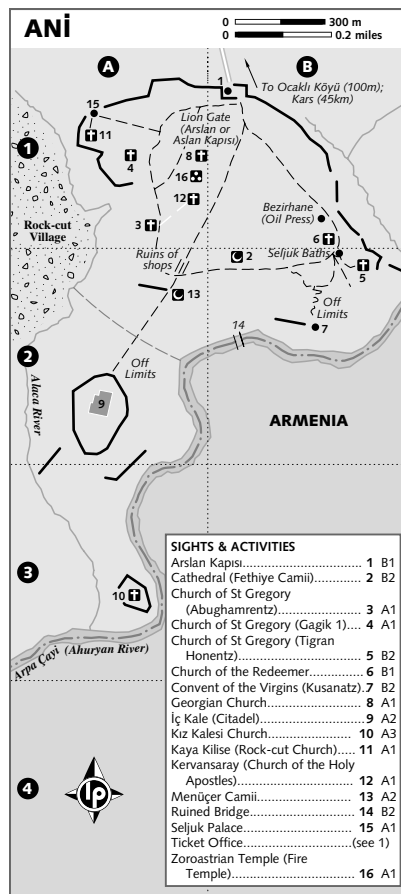 ANİ
0 300 m
0 0.2 miles
A
B
1
To Ocaklı Köyü (100m);
Kars (45km)
15
Lion Gate
(Arslan or
Aslan Kapısı)
11
4
8
16
12
1
Bezirhane
(Oil Press)
3
6
Rock-cut
Village
Ruins of
shops
2
Seljuk Baths
5
13
Off
Limits
7
14
2
Off
Limits
9
Alaca River
ARMENIA
3
10
Arpa Çayi (Ahuryan River)
4
lp
SIGHTS & ACTIVITIES
Arslan Kapısı 1 B1
Cathedral (Fethiye Camii) 2 B2
Church of St Gregory
(Abughamrentz) 3 A1
Church of St Gregory (Gagik 1) 4 A1
Church of St Gregory (Tigran
Honentz) 5 B2
Church of the Redeemer 6 B1
Convent of the Virgins (Kusanatz) 7 B2
Georgian Church 8 A1
İç Kale (Citadel) 9 A2
Kız Kalesi Church 10 A3
Kaya Kilise (Rock-cut Church) 11 A1
Kervansaray (Church of the Holy
Apostles) 12 A1
Menüçer Camii 13 A2
Ruined Bridge 14 B2
Seljuk Palace 15 A1
Ticket Office (see 1)
Zoroastrian Temple (Fire
Temple) 16 A1